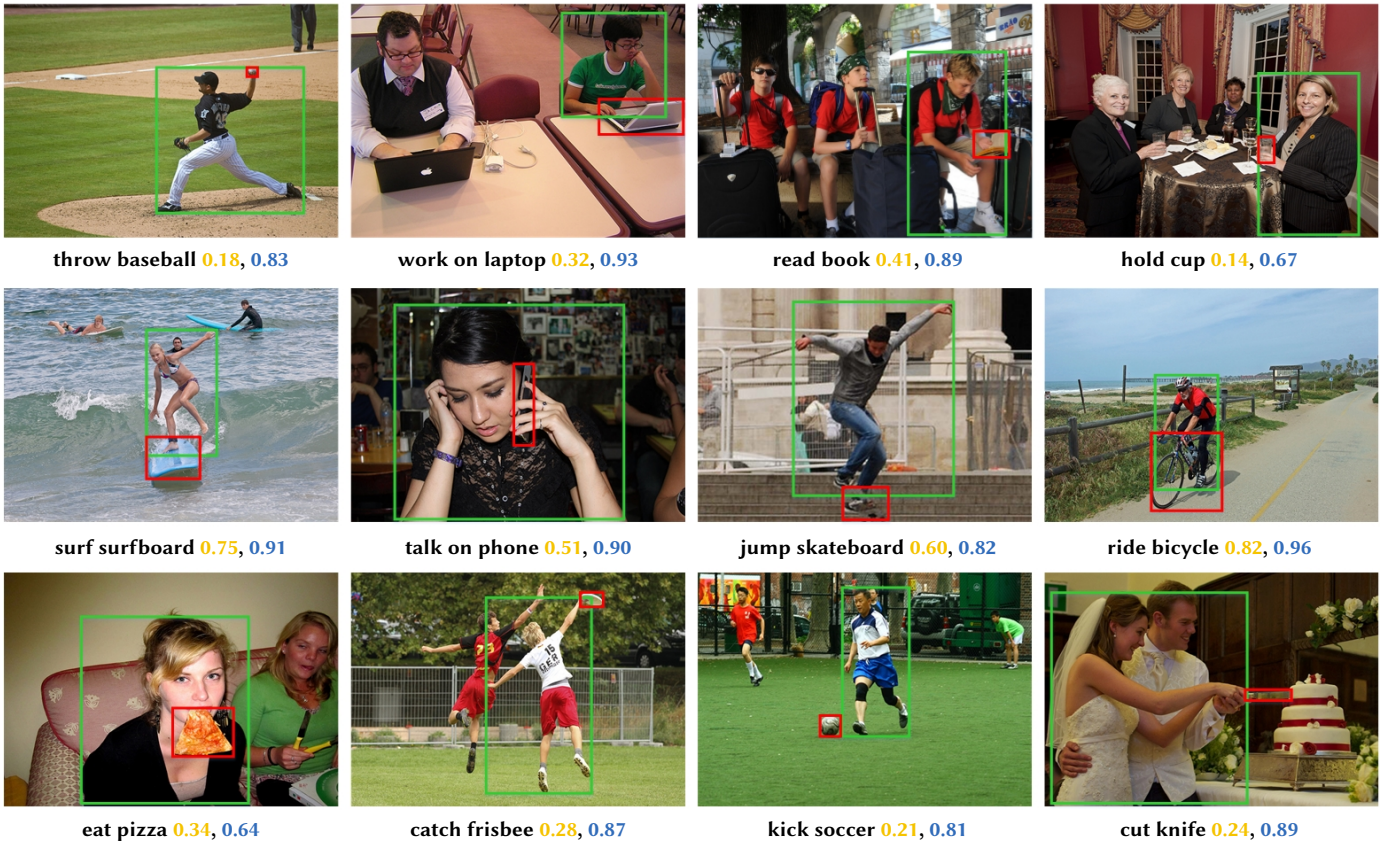 throw baseball 0.18, 0.83
work on laptop 0.32, 0.93
read book 0.41, 0.89
hold cup 0.14, 0.67
surf surfboard 0.75, 0.91
talk on phone 0.51, 0.90
jump skateboard 0.60, 0.82
ride bicycle 0.82, 0.96
15
GER
eat pizza 0.34, 0.64
catch frisbee 0.28, 0.87
kick soccer 0.21, 0.81
cut knife 0.24, 0.89